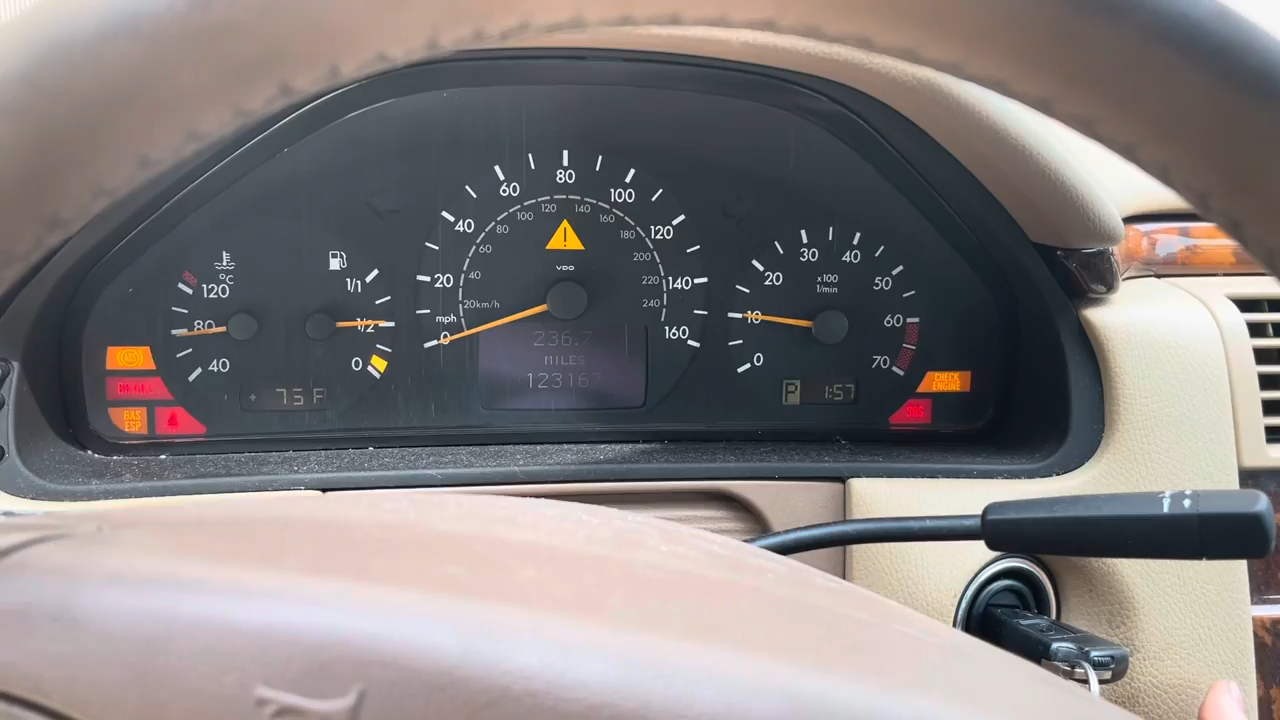 °C
120
80
40
1/1
1/2
0
+ 75 F
ABS
BRAKE
BAS
ESP
mph
0
20
40
60
80
100
120
140
160
20km/h
40
60
80
100
120
140
160
180
200
220
240
!
VDO
236.7
MILES
123167
0
10
20
30
40
50
60
70
x100
1/min
P
1:57
CHECK
ENGINE
SRS